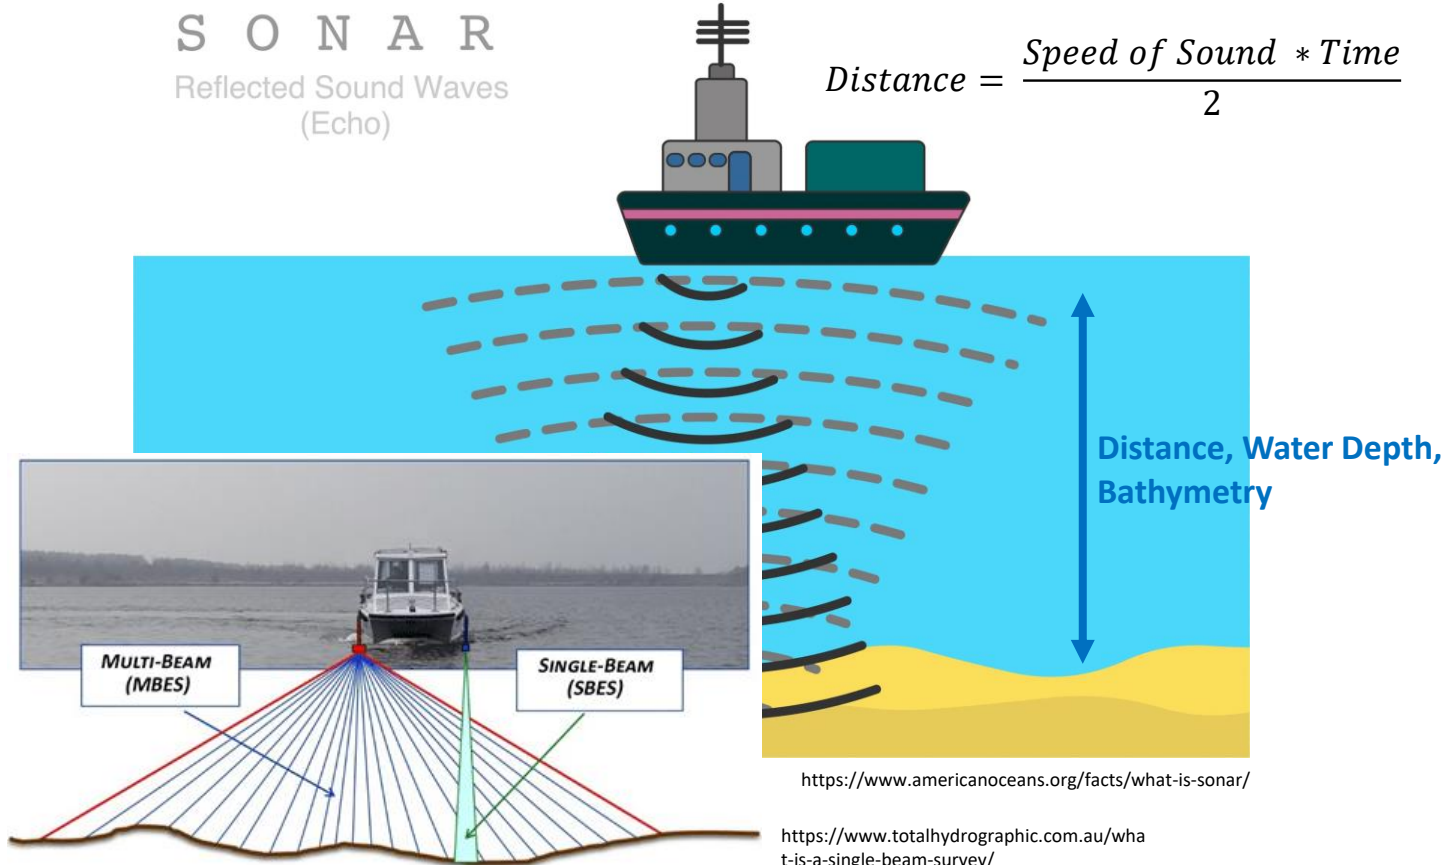 S O N A R
Reflected Sound Waves
(Echo)
Distance = Speed of Sound * Time / 2
Distance, Water Depth,
Bathymetry
MULTI-BEAM
(MBES)
SINGLE-BEAM
(SBES)
https://www.americanoceans.org/facts/what-is-sonar/
https://www.totalhydrographic.com.au/wha
t-is-a-single-beam-survey/